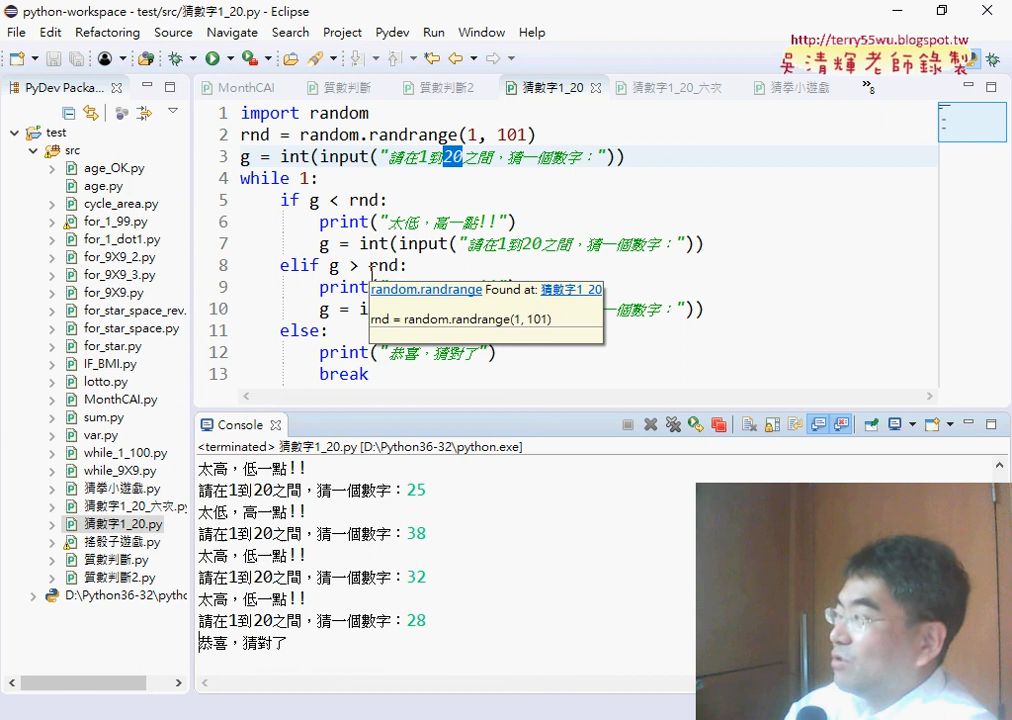 python-workspace - test/src/猜數字1_20.py - Eclipse
File Edit Refactoring Source Navigate Search Project Pydev Run Window Help
http://terry55wu.blogspot.tw
吳清輝老師錄製
PyDev Packa...
MonthCAl 質數判斷 質數判斷2 猜數字1_20 猜數字1_20_六次 猜拳小遊戲 »8
test
src
age_OK.py
age.py
cycle_area.py
for_1_99.py
for_1_dot1.py
for_9X9_2.py
for_9X9_3.py
for_9X9.py
for_star_space_rev.
for_star_space.py
for_star.py
IF_BMI.py
lotto.py
MonthCAl.py
sum.py
var.py
while_1_100.py
while_9X9.py
猜拳小遊戲.py
猜數字1_20_六次.py
猜數字1_20.py
搖骰子遊戲.py
質數判斷.py
質數判斷2.py
D:\Python36-32\pythc
1 import random
2 rnd = random.randrange(1, 101)
3 g = int(input("請在1到20之間，猜一個數字："))
4 while 1:
5 if g < rnd:
6 print("太低，高一點!!")
7 g = int(input("請在1到20之間，猜一個數字："))
8 elif g > rnd:
9 print
10 g = i 一個數字："))
11 else:
12 print("恭喜，猜對了")
13 break
random.randrange Found at: 猜數字1_20
rnd = random.randrange(1, 101)
Console
<terminated> 猜數字1_20.py [D:\Python36-32\python.exe]
太高，低一點!!
請在1到20之間，猜一個數字：25
太低，高一點!!
請在1到20之間，猜一個數字：38
太高，低一點!!
請在1到20之間，猜一個數字：32
太高，低一點!!
請在1到20之間，猜一個數字：28
恭喜，猜對了